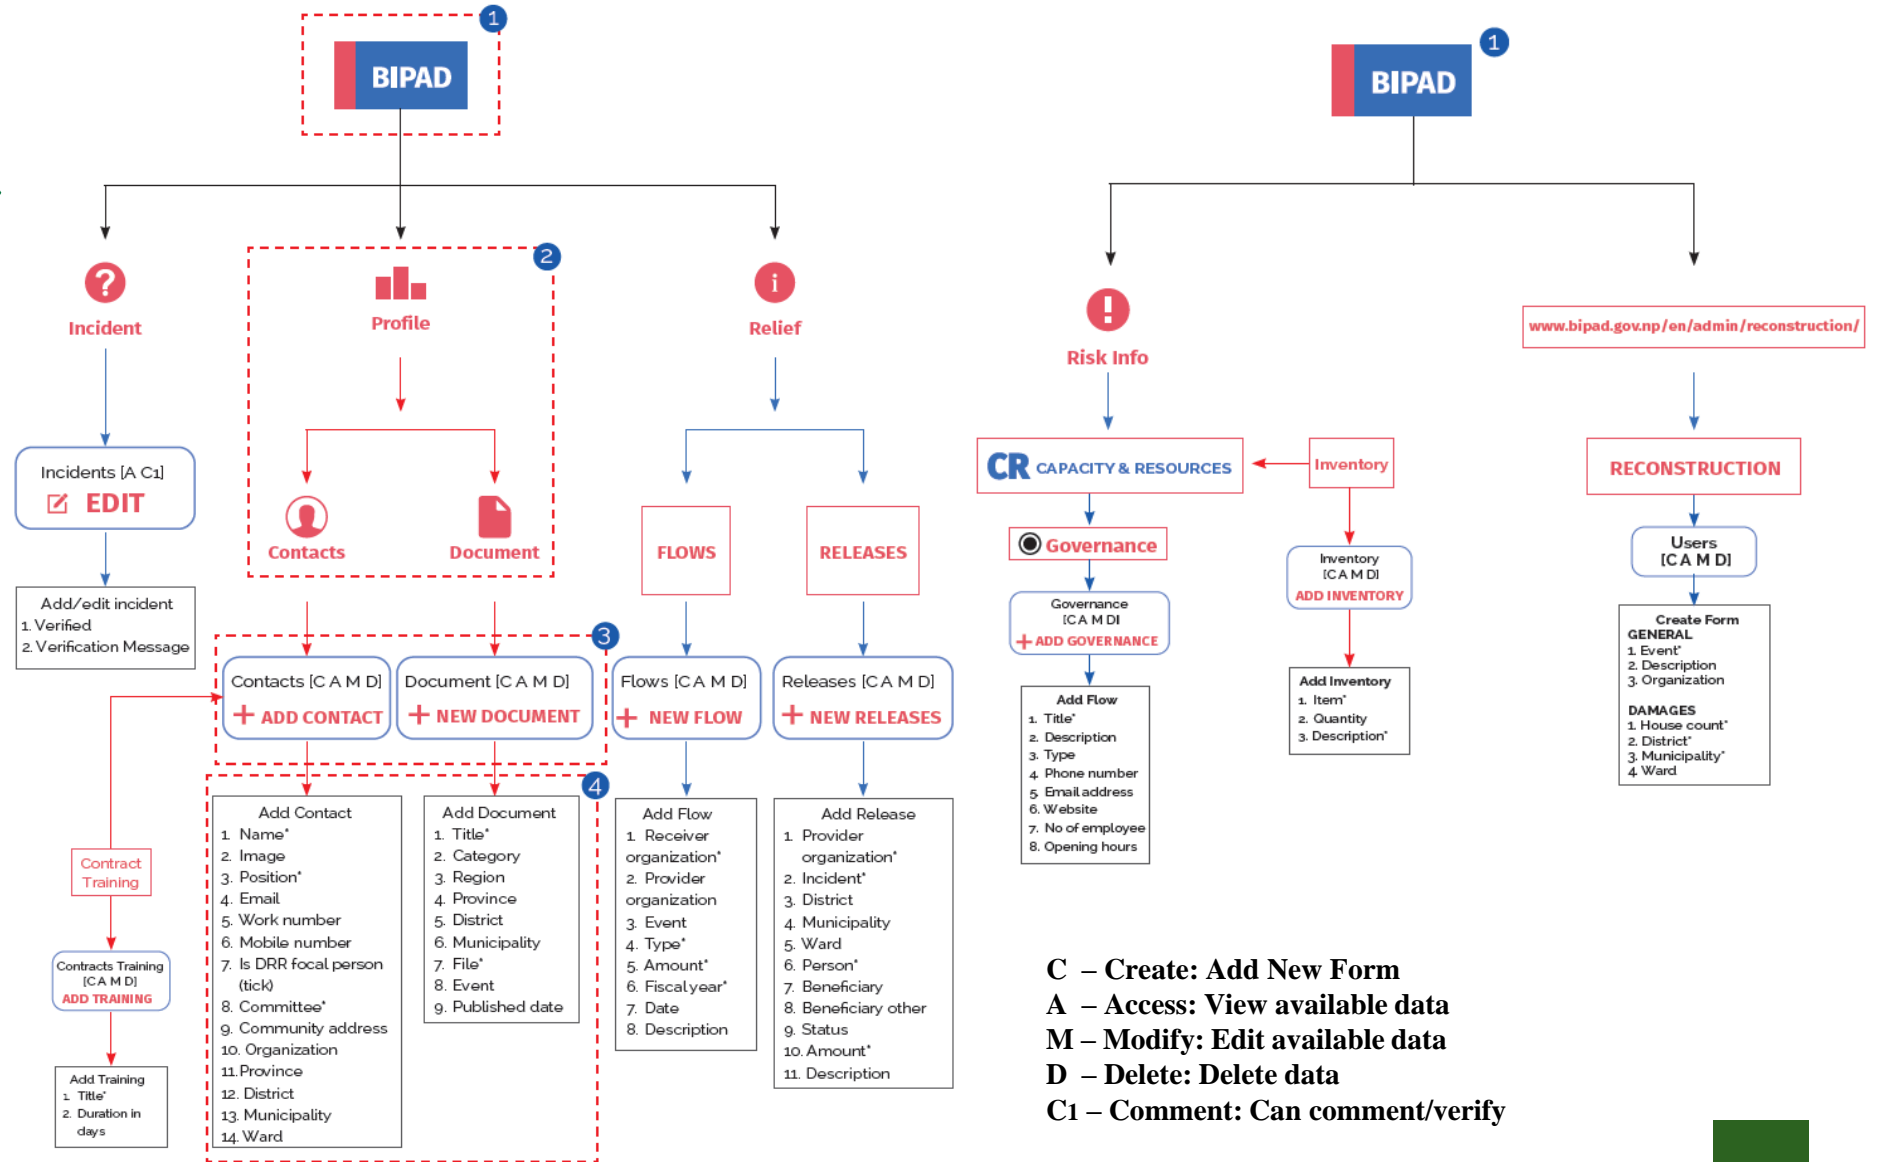 1
BIPAD
Incident
2
Profile
Relief
Incidents [A C1]
EDIT
Contacts
Document
FLOWS
RELEASES
Add/edit incident
1. Verified
2. Verification Message
3
Contacts [C A M D]
+ ADD CONTACT
Document [C A M D]
+ NEW DOCUMENT
Flows [C A M D]
+ NEW FLOW
Releases [C A M D]
+ NEW RELEASES
4
Contract
Training
Contracts Training
[C A M D]
ADD TRAINING
Add Training
1. Title*
2. Duration in
days
Add Contact
1. Name*
2. Image
3. Position*
4. Email
5. Work number
6. Mobile number
7. Is DRR focal person
(tick)
8. Committee*
9. Community address
10. Organization
11. Province
12. District
13. Municipality
14. Ward
Add Document
1. Title*
2. Category
3. Region
4. Province
5. District
6. Municipality
7. File*
8. Event
9. Published date
Add Flow
1. Receiver
organization*
2. Provider
organization
3. Event
4. Type*
5. Amount*
6. Fiscal year*
7. Date
8. Description
Add Release
1. Provider
organization*
2. Incident*
3. District
4. Municipality
5. Ward
6. Person*
7. Beneficiary
8. Beneficiary other
9. Status
10. Amount*
11. Description
1
BIPAD
Risk Info
www.bipad.gov.np/en/admin/reconstruction/
CR CAPACITY & RESOURCES
Inventory
RECONSTRUCTION
Governance
Governance
[C A M D]
+ ADD GOVERNANCE
Inventory
[C A M D]
ADD INVENTORY
Users
[C A M D]
Add Flow
1. Title*
2. Description
3. Type
4. Phone number
5. Email address
6. Website
7. No of employee
8. Opening hours
Add Inventory
1. Item*
2. Quantity
3. Description*
Create Form
GENERAL
1. Event*
2. Description
3. Organization
DAMAGES
1. House count*
2. District*
3. Municipality*
4. Ward
C – Create: Add New Form
A – Access: View available data
M – Modify: Edit available data
D – Delete: Delete data
C1 – Comment: Can comment/verify